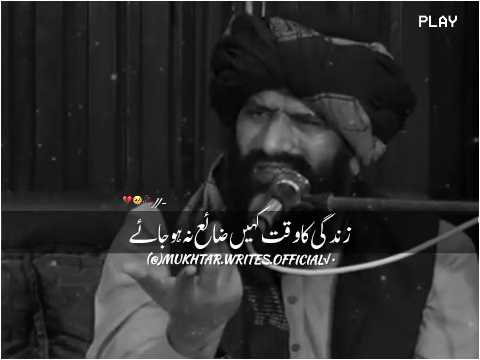 PLAY
💔🥺🥀//-
زندگی کا وقت کہیں ضائع نہ ہو جائے
(@)MUKHTAR.WRITES.OFFICIAL√·